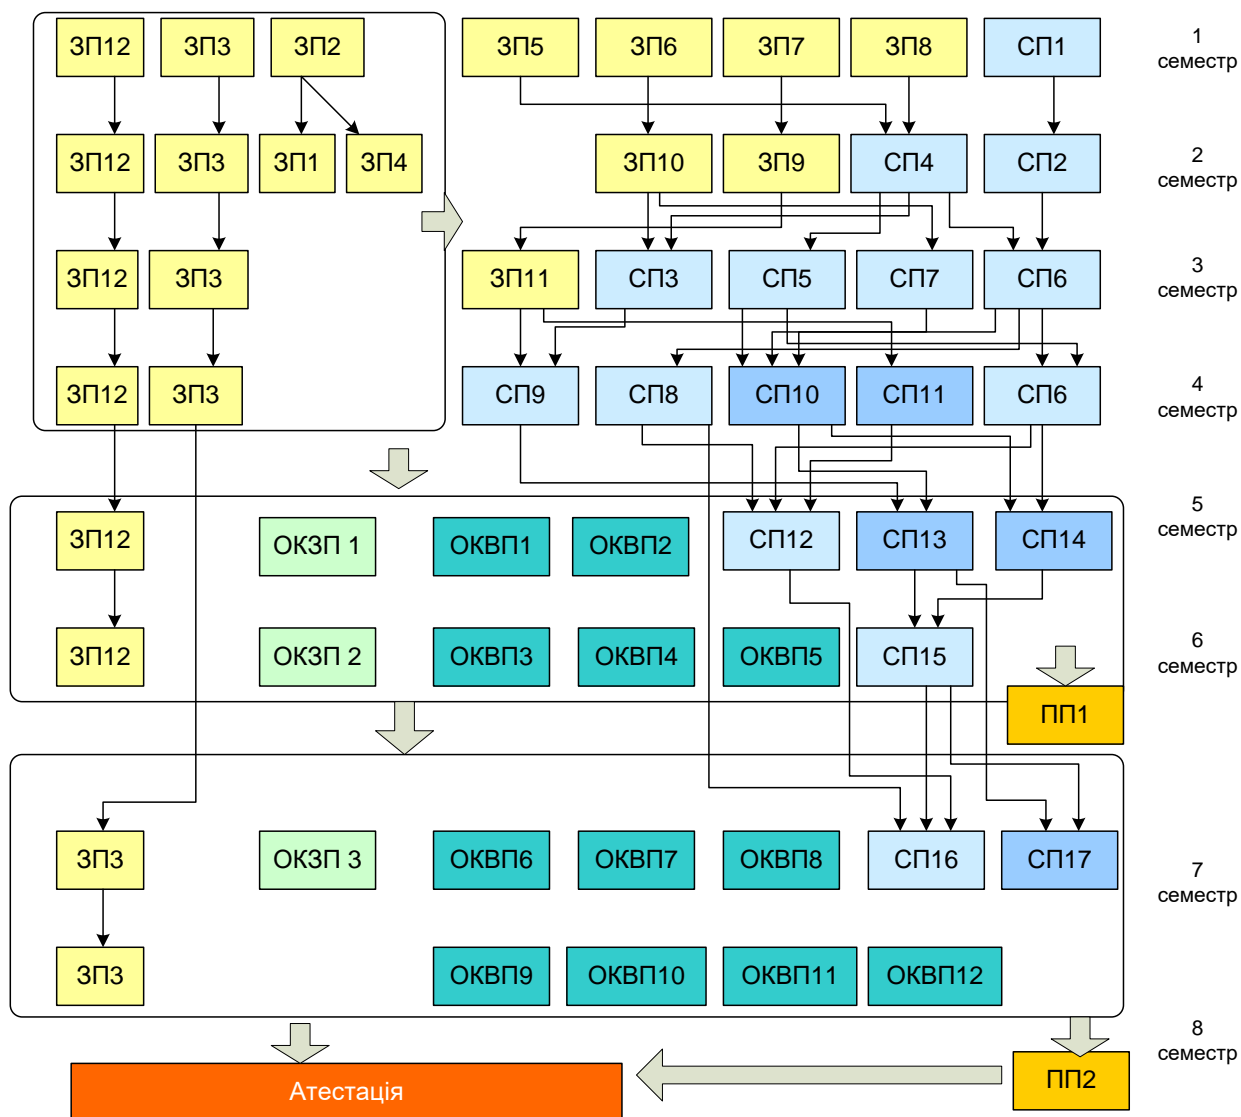 ЗП12
ЗП3
ЗП2
ЗП5
ЗП6
ЗП7
ЗП8
СП1
1
семестр
ЗП12
ЗП3
ЗП1
ЗП4
ЗП10
ЗП9
СП4
СП2
2
семестр
ЗП12
ЗП3
ЗП11
СП3
СП5
СП7
СП6
3
семестр
ЗП12
ЗП3
СП9
СП8
СП10
СП11
СП6
4
семестр
ЗП12
ОКЗП 1
ОКВП1
ОКВП2
СП12
СП13
СП14
5
семестр
ЗП12
ОКЗП 2
ОКВП3
ОКВП4
ОКВП5
СП15
6
семестр
ПП1
ЗП3
ОКЗП 3
ОКВП6
ОКВП7
ОКВП8
СП16
СП17
7
семестр
ЗП3
ОКВП9
ОКВП10
ОКВП11
ОКВП12
8
семестр
Атестація
ПП2